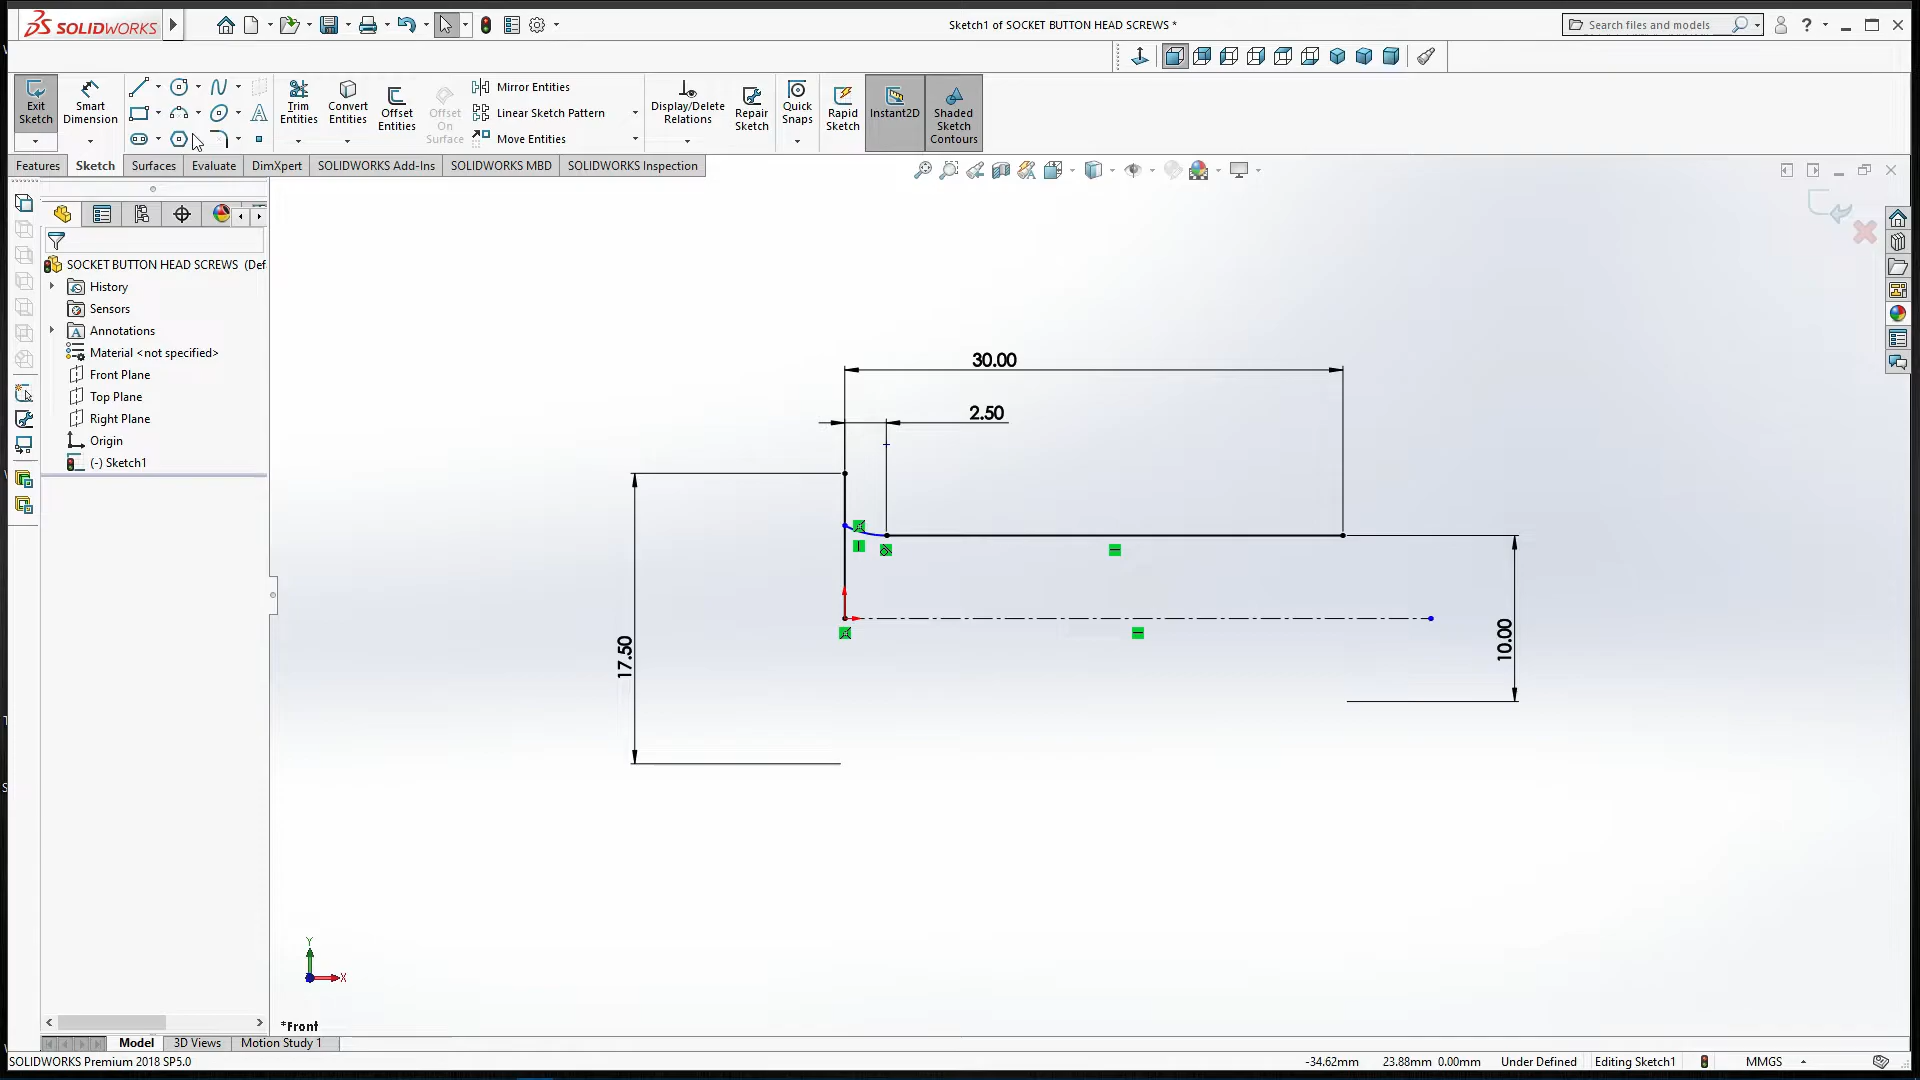 SOLIDWORKS
Sketch1 of SOCKET BUTTON HEAD SCREWS *
Search files and models
?
Exit Sketch
Smart Dimension
Trim Entities
Convert Entities
Offset Entities
Offset On Surface
Mirror Entities
Linear Sketch Pattern
Move Entities
Display/Delete Relations
Repair Sketch
Quick Snaps
Rapid Sketch
Instant2D
Shaded Sketch Contours
Features
Sketch
Surfaces
Evaluate
DimXpert
SOLIDWORKS Add-Ins
SOLIDWORKS MBD
SOLIDWORKS Inspection
SOCKET BUTTON HEAD SCREWS (Def
History
Sensors
Annotations
Material <not specified>
Front Plane
Top Plane
Right Plane
Origin
(-) Sketch1
30.00
2.50
17.50
10.00
Y
X
*Front
Model
3D Views
Motion Study 1
SOLIDWORKS Premium 2018 SP5.0
-34.62mm
23.88mm
0.00mm
Under Defined
Editing Sketch1
MMGS